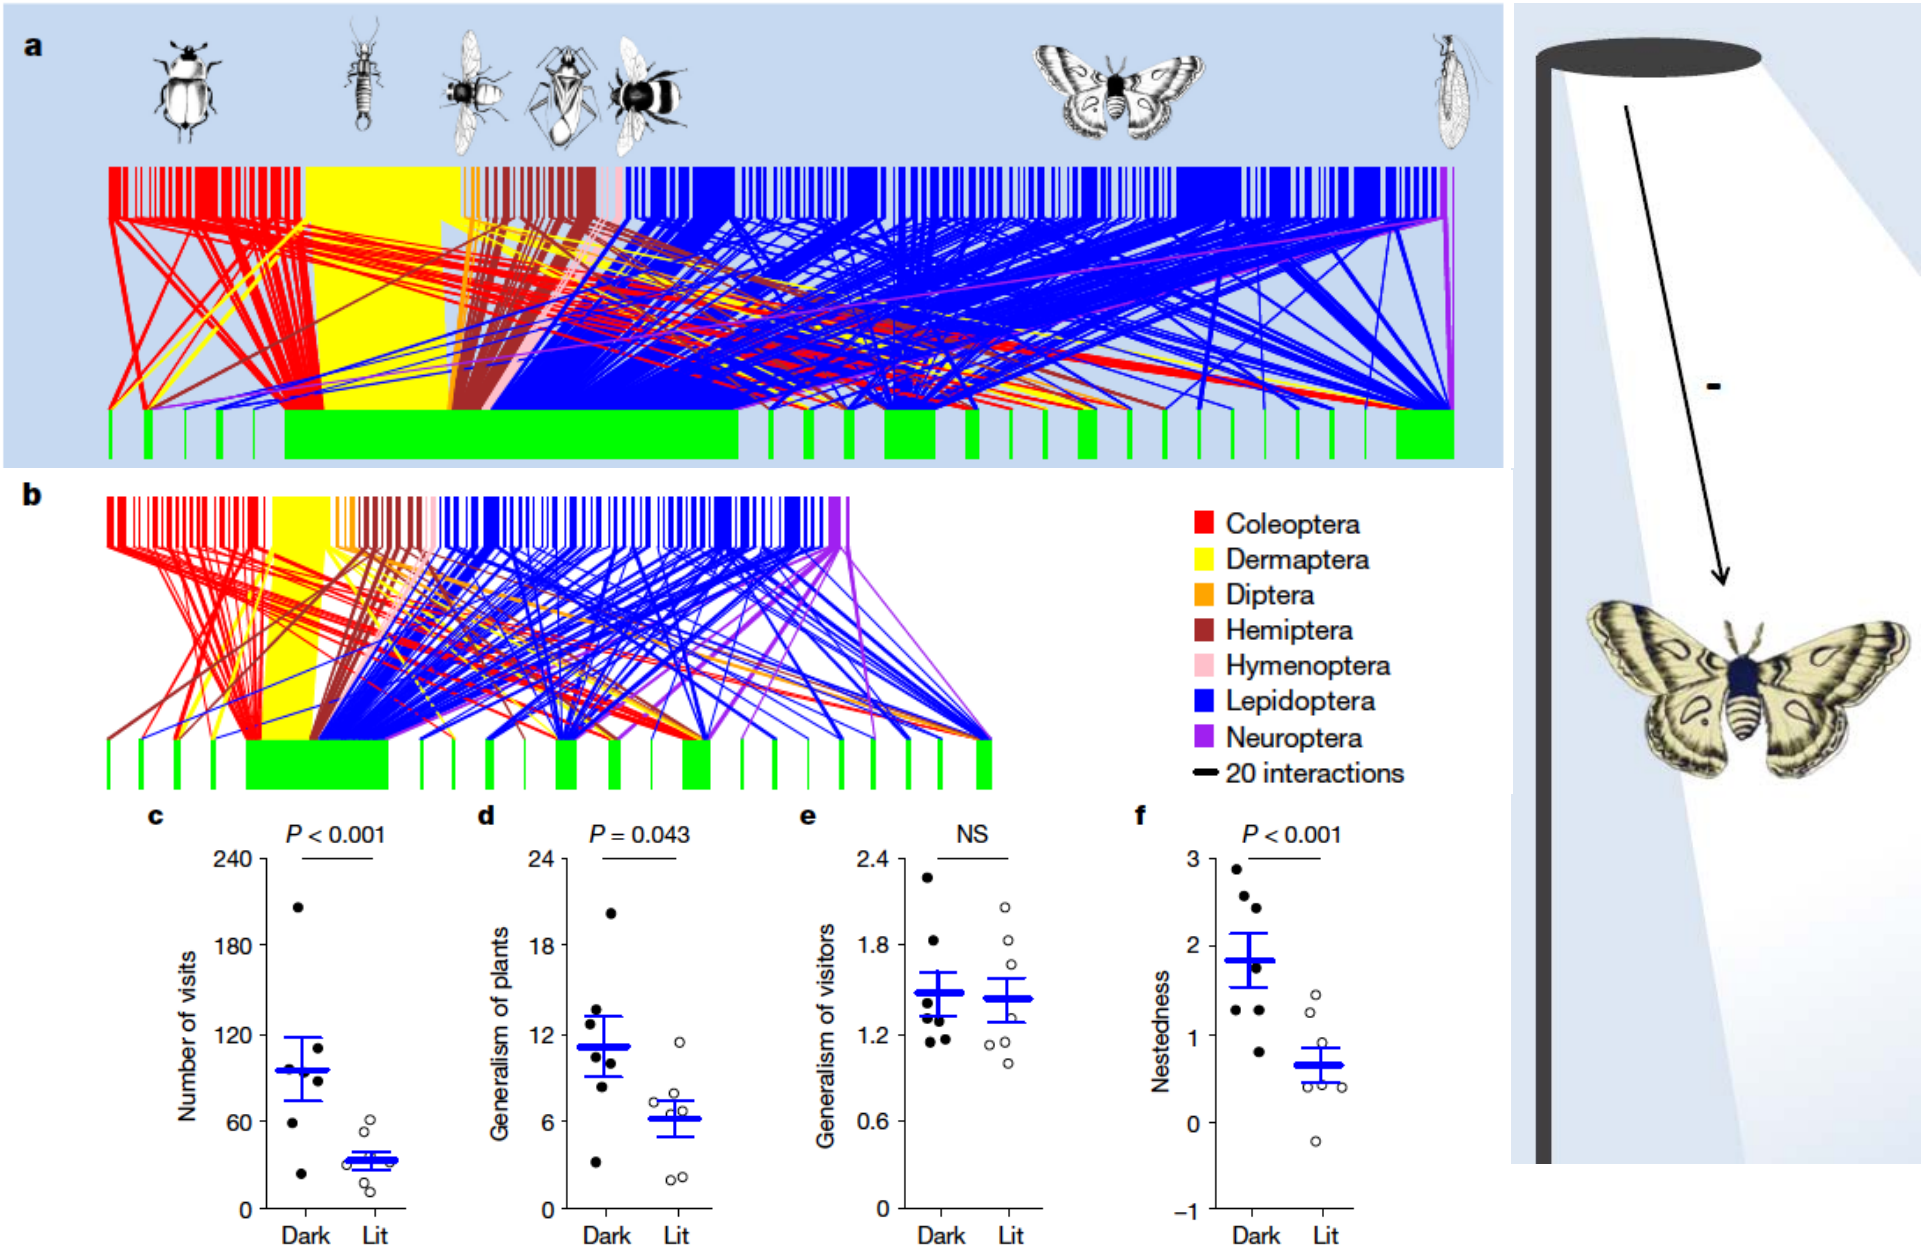 a
b
Coleoptera
Dermaptera
Diptera
Hemiptera
Hymenoptera
Lepidoptera
Neuroptera
20 interactions
-
c
P < 0.001
Number of visits
240
180
120
60
0
Dark Lit
d
P = 0.043
Generalism of plants
24
18
12
6
0
Dark Lit
e
NS
Generalism of visitors
2.4
1.8
1.2
0.6
0
Dark Lit
f
P < 0.001
Nestedness
3
2
1
0
−1
Dark Lit